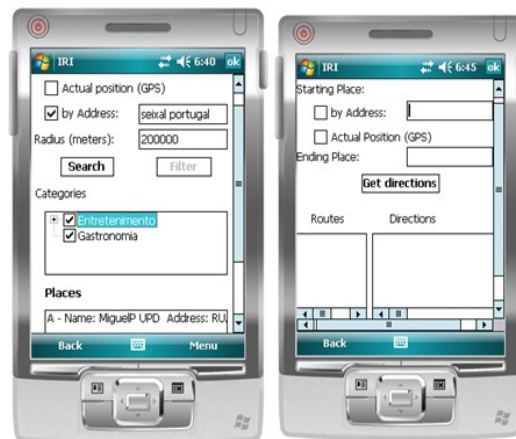 IRI 6:40 ok
Actual position (GPS)
by Address: seixal portugal
Radius (meters): 200000
Search Filter
Categories
Entretenimento
Gastronomia
Places
A - Name: MiguelP UPD Address: RU
Back Menu
IRI 6:45 ok
Starting Place:
by Address:
Actual Position (GPS)
Ending Place:
Get directions
Routes Directions
Back